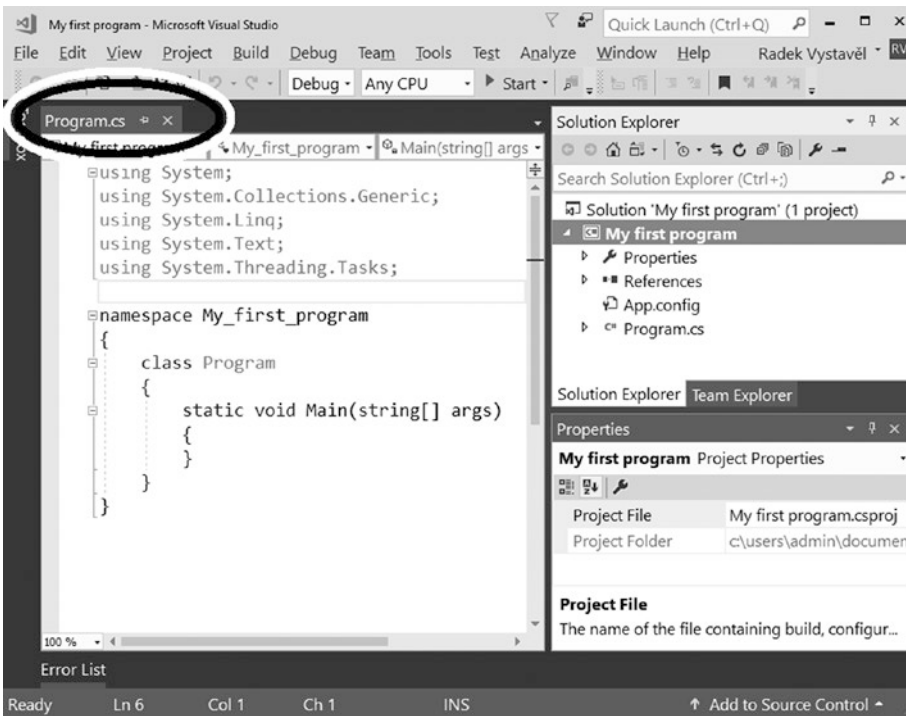 My first program - Microsoft Visual Studio
Quick Launch (Ctrl+Q)
File Edit View Project Build Debug Team Tools Test Analyze Window Help Radek Vystavěl RV
Debug Any CPU Start
Program.cs
My_first_program Main(string[] args
using System;
using System.Collections.Generic;
using System.Linq;
using System.Text;
using System.Threading.Tasks;
namespace My_first_program
{
class Program
{
static void Main(string[] args)
{
}
}
}
100 %
Solution Explorer
Search Solution Explorer (Ctrl+;)
Solution 'My first program' (1 project)
My first program
Properties
References
App.config
C# Program.cs
Solution Explorer Team Explorer
Properties
My first program Project Properties
Project File My first program.csproj
Project Folder c:\users\admin\documen
Project File
The name of the file containing build, configur...
Error List
Ready Ln 6 Col 1 Ch 1 INS Add to Source Control